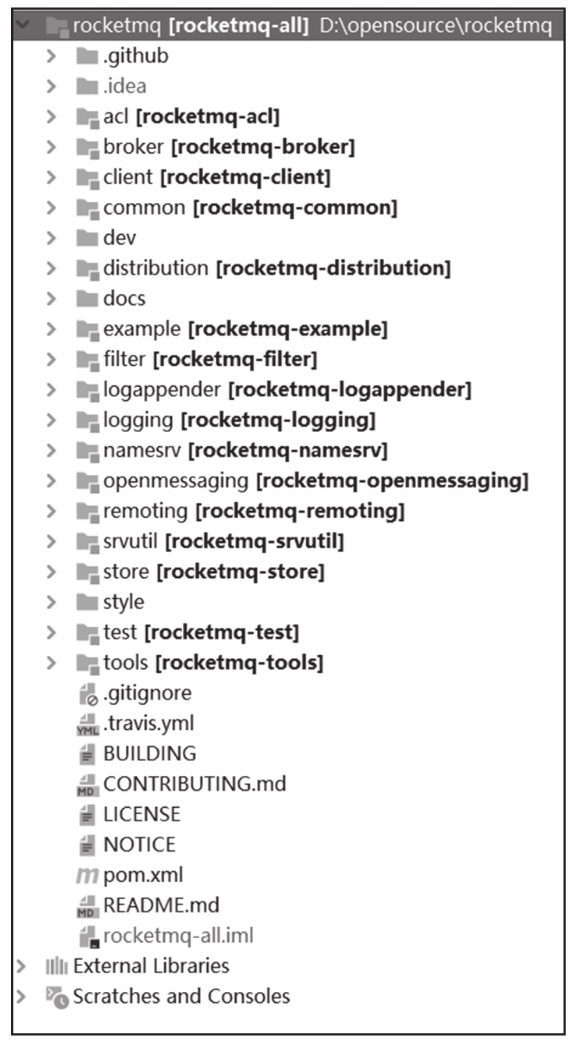 rocketmq [rocketmq-all] D:\opensource\rocketmq
.github
.idea
acl [rocketmq-acl]
broker [rocketmq-broker]
client [rocketmq-client]
common [rocketmq-common]
dev
distribution [rocketmq-distribution]
docs
example [rocketmq-example]
filter [rocketmq-filter]
logappender [rocketmq-logappender]
logging [rocketmq-logging]
namesrv [rocketmq-namesrv]
openmessaging [rocketmq-openmessaging]
remoting [rocketmq-remoting]
srvutil [rocketmq-srvutil]
store [rocketmq-store]
style
test [rocketmq-test]
tools [rocketmq-tools]
.gitignore
YML .travis.yml
BUILDING
MD CONTRIBUTING.md
LICENSE
NOTICE
m pom.xml
MD README.md
rocketmq-all.iml
External Libraries
Scratches and Consoles